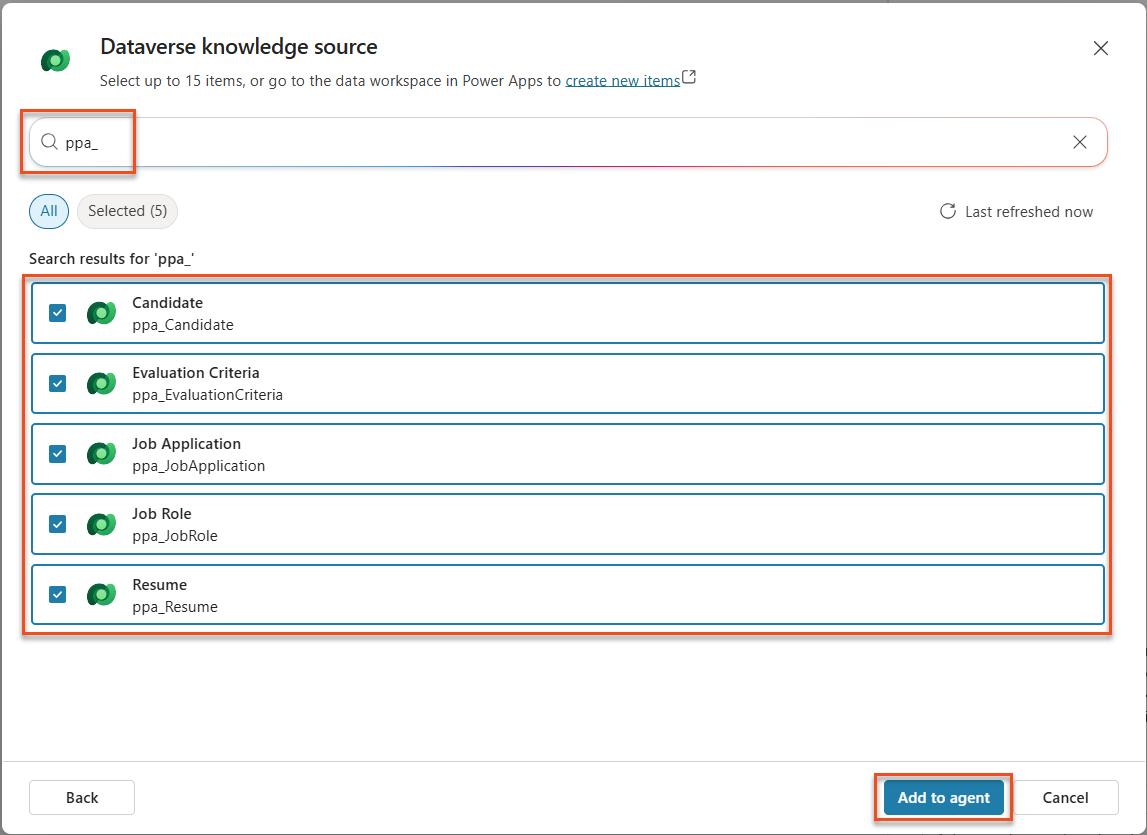 Dataverse knowledge source
Select up to 15 items, or go to the data workspace in Power Apps to create new items
ppa_
All
Selected (5)
Last refreshed now
Search results for 'ppa_'
Candidate
ppa_Candidate
Evaluation Criteria
ppa_EvaluationCriteria
Job Application
ppa_JobApplication
Job Role
ppa_JobRole
Resume
ppa_Resume
Back
Add to agent
Cancel